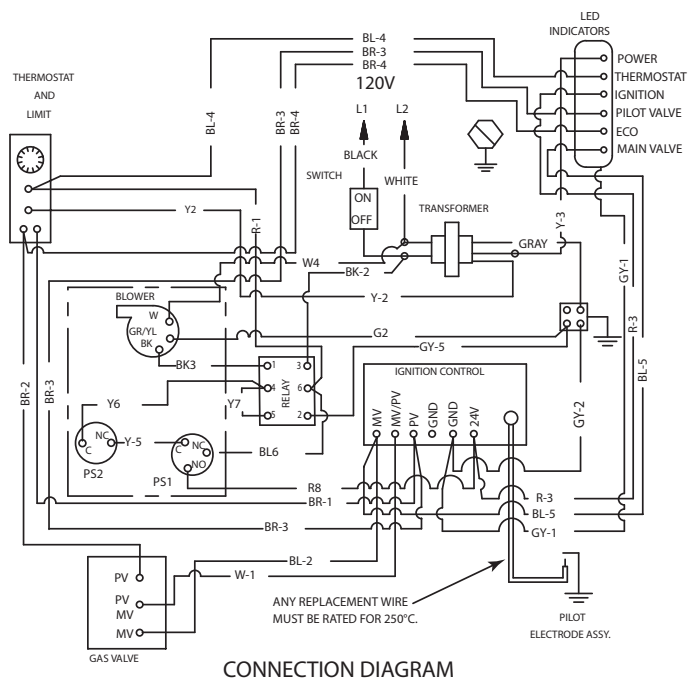 LED
INDICATORS
BL-4
BR-3
BR-4
120V
POWER
THERMOSTAT
IGNITION
PILOT VALVE
ECO
MAIN VALVE
THERMOSTAT
AND
LIMIT
BL-4
BR-3
BR-4
L1
L2
BLACK
WHITE
SWITCH
ON
OFF
TRANSFORMER
Y2
R-1
GRAY
Y-3
W4
BK-2
Y-2
GY-1
R-3
BL-5
BLOWER
W
GR/YL
BK
G2
GY-5
BK3
1
3
4
6
5
2
RELAY
IGNITION CONTROL
MV
MV/PV
PV
GND
GND
24V
GY-2
BR-2
BR-3
Y6
Y7
NC
C
Y-5
C
NC
NO
PS2
PS1
BL6
R8
BR-1
BR-3
R-3
BL-5
GY-1
BL-2
W-1
PV
PV
MV
MV
GAS VALVE
ANY REPLACEMENT WIRE
MUST BE RATED FOR 250°C.
PILOT
ELECTRODE ASSY.
CONNECTION DIAGRAM